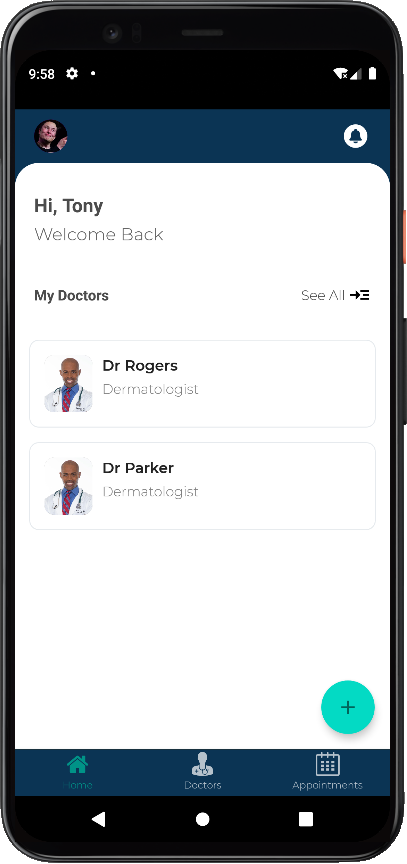 9:58
Hi, Tony
Welcome Back
My Doctors
See All
Dr Rogers
Dermatologist
Dr Parker
Dermatologist
Home
Doctors
Appointments